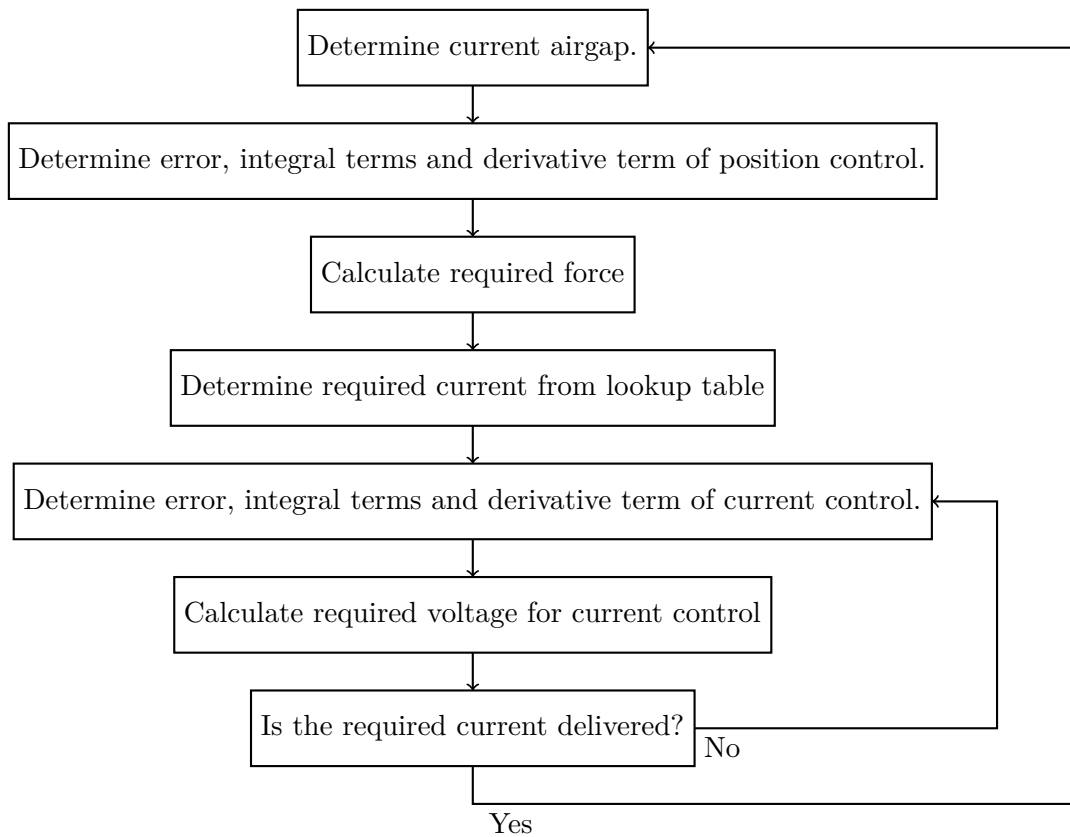 Determine current airgap.
Determine error, integral terms and derivative term of position control.
Calculate required force
Determine required current from lookup table
Determine error, integral terms and derivative term of current control.
Calculate required voltage for current control
Is the required current delivered?
No
Yes